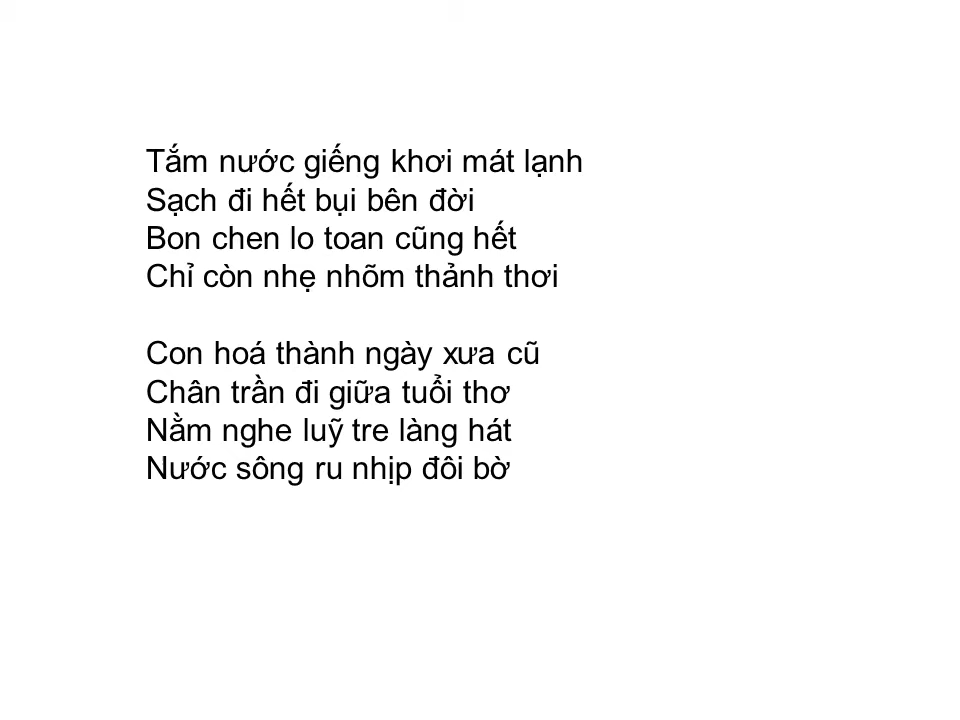 Tắm nước giếng khơi mát lạnh
Sạch đi hết bụi bên đời
Bon chen lo toan cũng hết
Chỉ còn nhẹ nhõm thảnh thơi

Con hoá thành ngày xưa cũ
Chân trần đi giữa tuổi thơ
Nằm nghe luỹ tre làng hát
Nước sông ru nhịp đôi bờ